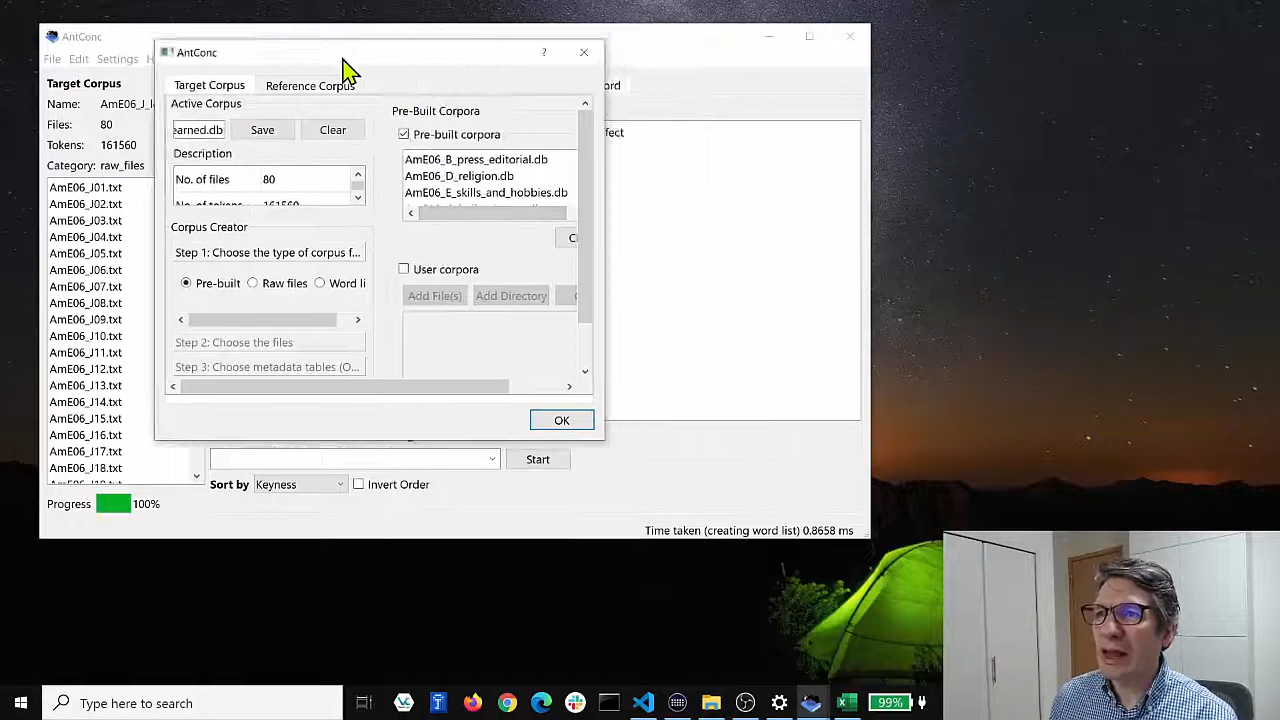 AntConc
File Edit Settings H
AntConc
?
Target Corpus
Name: AmE06_J_l
Files: 80
Tokens: 161560
Category: raw_files
AmE06_J01.txt
AmE06_J02.txt
AmE06_J03.txt
AmE06_J04.txt
AmE06_J05.txt
AmE06_J06.txt
AmE06_J07.txt
AmE06_J08.txt
AmE06_J09.txt
AmE06_J10.txt
AmE06_J11.txt
AmE06_J12.txt
AmE06_J13.txt
AmE06_J14.txt
AmE06_J15.txt
AmE06_J16.txt
AmE06_J17.txt
AmE06_J18.txt
Progress 100%
Target Corpus Reference Corpus
ord
fect
Active Corpus
earned.db Save Clear
Description
No. of files 80
No. of tokens 161560
Corpus Creator
Step 1: Choose the type of corpus f...
Pre-built Raw files Word li
Step 2: Choose the files
Step 3: Choose metadata tables (O...
Pre-Built Corpora
Pre-built corpora
AmE06_B_press_editorial.db
AmE06_D_religion.db
AmE06_E_skills_and_hobbies.db
User corpora
Add File(s) Add Directory
OK
Start
Sort by Keyness Invert Order
Time taken (creating word list) 0.8658 ms
Type here to search
99%